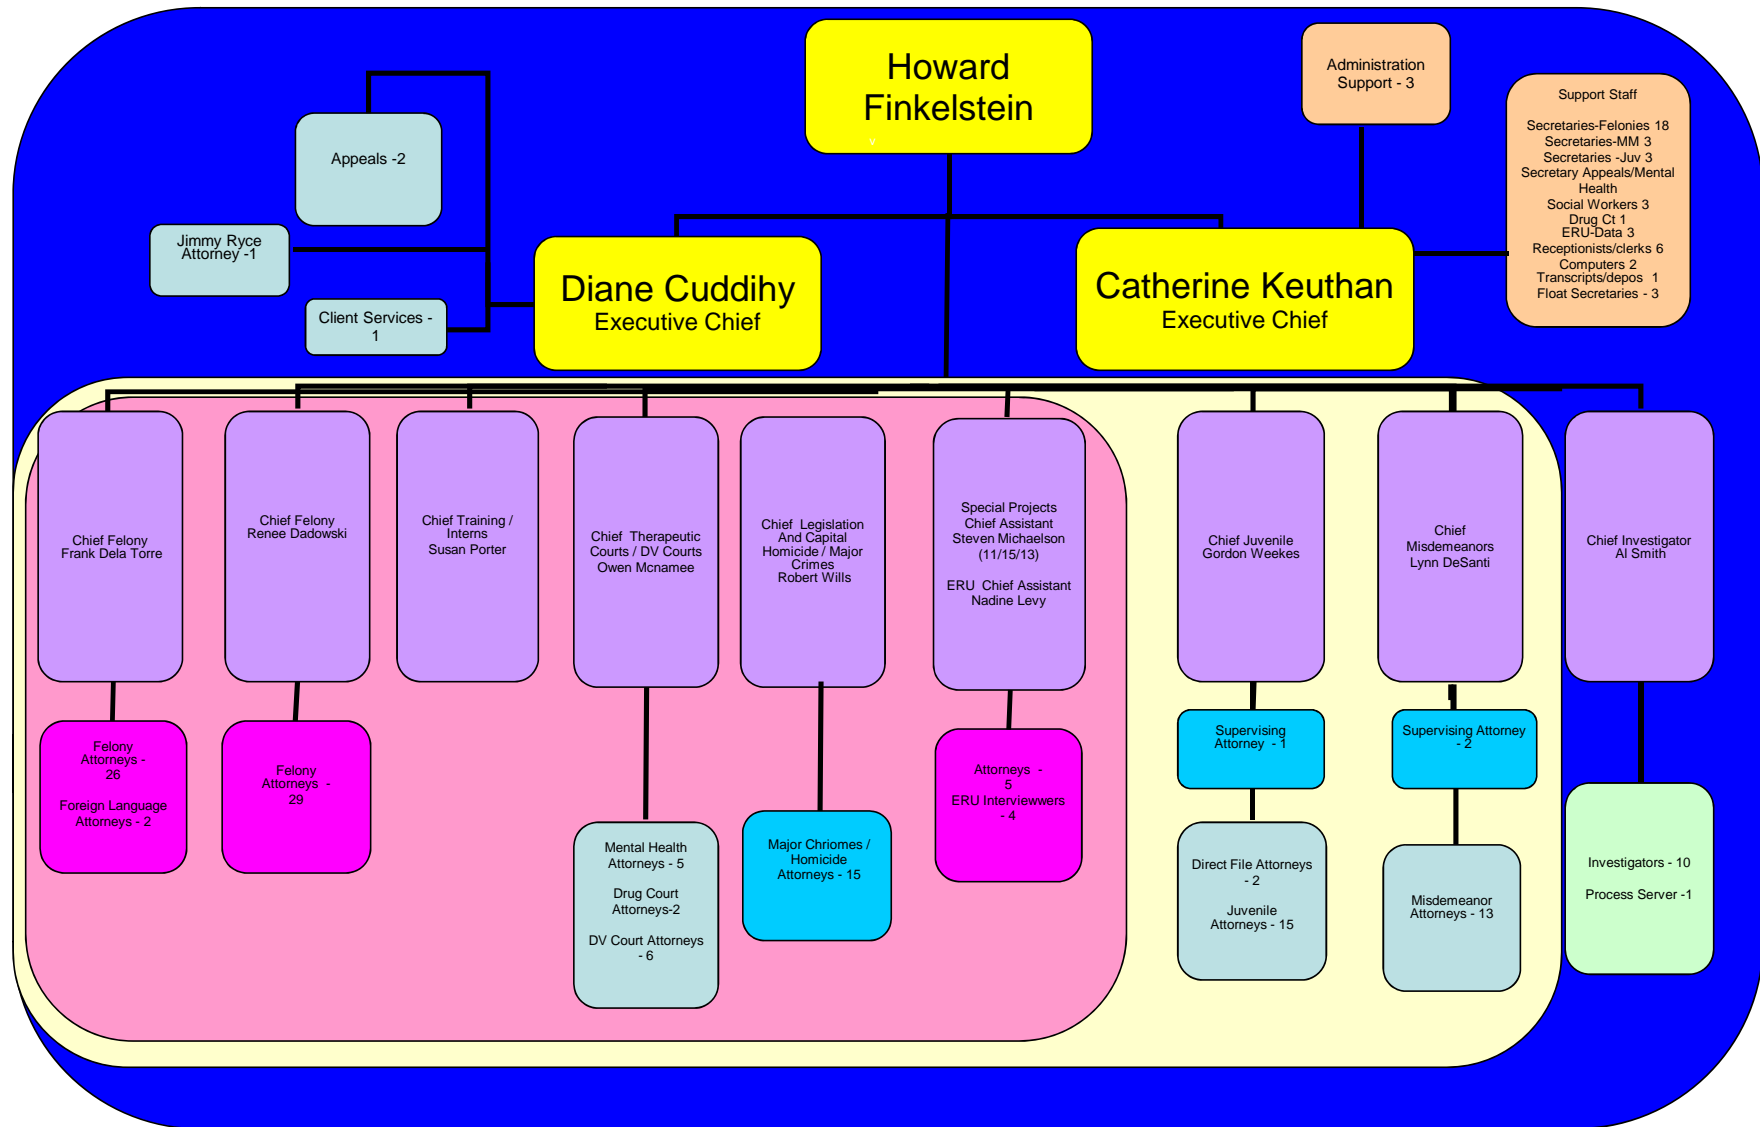 Howard
Finkelstein
v
Administration
Support - 3
Support Staff
Secretaries-Felonies 18
Secretaries-MM 3
Secretaries -Juv 3
Secretary Appeals/Mental
Health
Social Workers 3
Drug Ct 1
ERU-Data 3
Receptionists/clerks 6
Computers 2
Transcripts/depos 1
Float Secretaries - 3
Appeals -2
Jimmy Ryce
Attorney -1
Client Services -
1
Diane Cuddihy
Executive Chief
Catherine Keuthan
Executive Chief
Chief Felony
Frank Dela Torre
Chief Felony
Renee Dadowski
Chief Training /
Interns
Susan Porter
Chief Therapeutic
Courts / DV Courts
Owen Mcnamee
Chief Legislation
And Capital
Homicide / Major
Crimes
Robert Wills
Special Projects
Chief Assistant
Steven Michaelson
(11/15/13)
ERU Chief Assistant
Nadine Levy
Chief Juvenile
Gordon Weekes
Chief
Misdemeanors
Lynn DeSanti
Chief Investigator
Al Smith
Felony
Attorneys -
26
Foreign Language
Attorneys - 2
Felony
Attorneys -
29
Mental Health
Attorneys - 5
Drug Court
Attorneys-2
DV Court Attorneys
- 6
Major Chriomes /
Homicide
Attorneys - 15
Attorneys -
5
ERU Interviewwers
- 4
Supervising
Attorney - 1
Direct File Attorneys
- 2
Juvenile
Attorneys - 15
Supervising Attorney
- 2
Misdemeanor
Attorneys - 13
Investigators - 10
Process Server -1